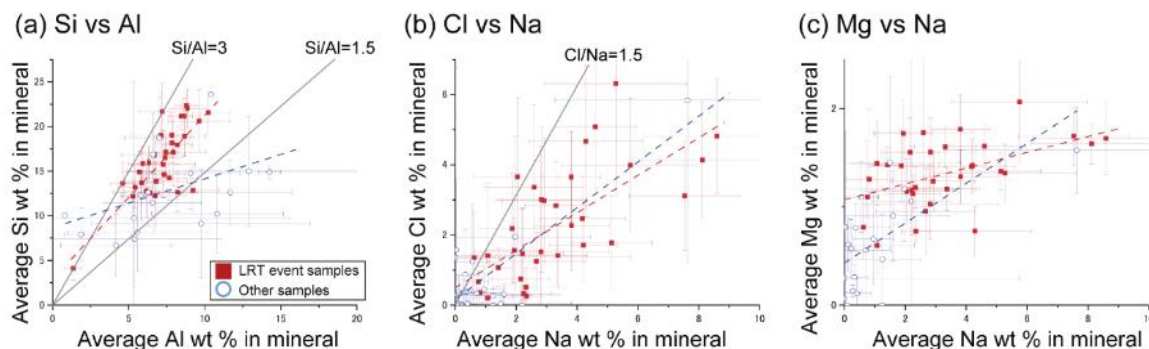 (a) Si vs Al
(b) Cl vs Na
(c) Mg vs Na
Si/Al=3
Si/Al=1.5
Cl/Na=1.5
Average Si wt % in mineral
25
20
15
10
5
0
0
5
10
15
20
Average Al wt % in mineral
LRT event samples
Other samples
Average Cl wt % in mineral
6
4
2
0
0
2
4
6
8
10
Average Na wt % in mineral
Average Mg wt % in mineral
2
1
0
0
2
4
6
8
10
Average Na wt % in mineral